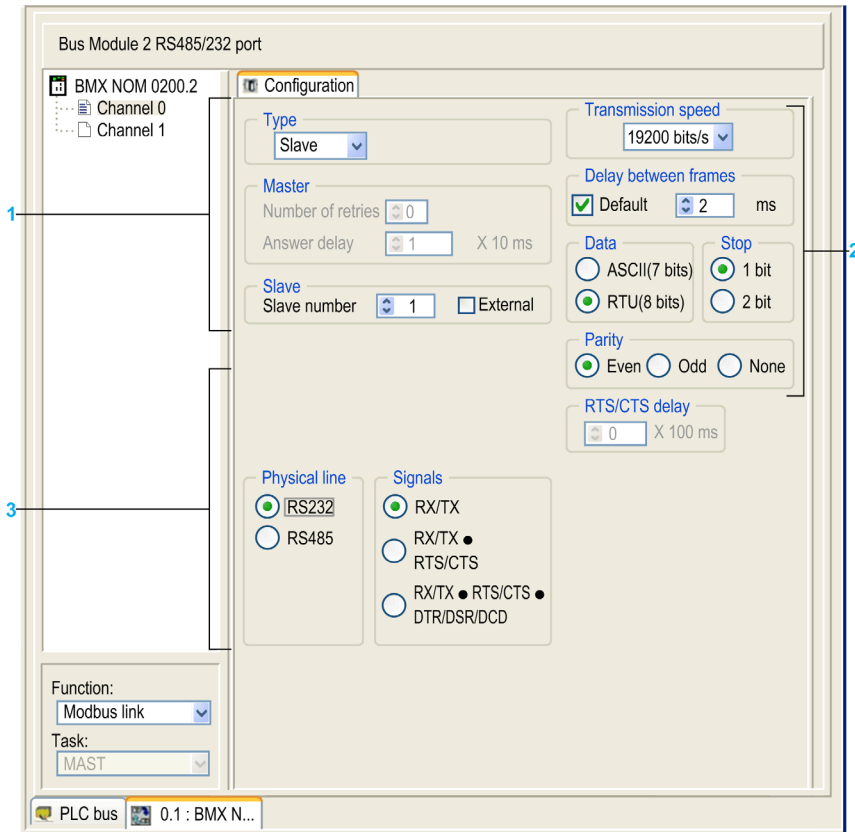 Bus Module 2 RS485/232 port
BMX NOM 0200.2
Channel 0
Channel 1
Configuration
Type
Slave
Master
Number of retries 0
Answer delay 1 X 10 ms
Slave
Slave number 1 External
Transmission speed
19200 bits/s
Delay between frames
Default 2 ms
Data
ASCII(7 bits)
RTU(8 bits)
Stop
1 bit
2 bit
Parity
Even Odd None
RTS/CTS delay
0 X 100 ms
1
2
3
Physical line
RS232
RS485
Signals
RX/TX
RX/TX ●
RTS/CTS
RX/TX ● RTS/CTS ●
DTR/DSR/DCD
Function:
Modbus link
Task:
MAST
PLC bus
0.1 : BMX N...